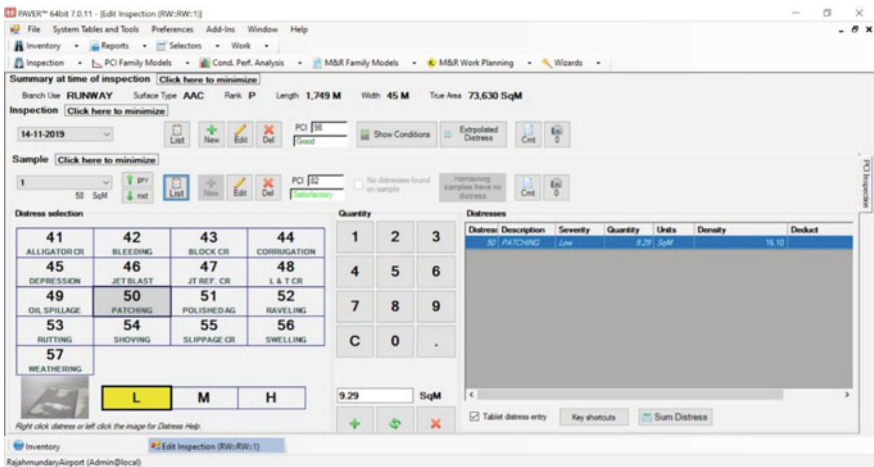 PAVER™ 64bit 7.0.11 - [Edit Inspection (RW::RW::1)]
File System Tables and Tools Preferences Add-Ins Window Help
Inventory Reports Selectors Work
Inspection PCI Family Models Cond. Perf. Analysis M&R Family Models M&R Work Planning Wizards
Summary at time of inspection Click here to minimize
Branch Use RUNWAY Surface Type AAC Rank P Length 1,749 M Width 45 M True Area 73,630 SqM
Inspection Click here to minimize
14-11-2019 List New Edit Del PCI 98 Good Show Conditions Extrpolated Distress Cmt 0
Sample Click here to minimize
1 50 SqM prv nxt List New Edit Del PCI 82 Satisfactory No distresses found on sample Remaining samples have no distress Cmt 0
PCI Inspection
Distress selection Quantity Distresses
41 42 43 44
ALLIGATOR CR BLEEDING BLOCK CR CORRUGATION
45 46 47 48
DEPRESSION JET BLAST JT REF. CR L & T CR
49 50 51 52
OIL SPILLAGE PATCHING POLISHED AG RAVELING
53 54 55 56
RUTTING SHOVING SLIPPAGE CR SWELLING
57
WEATHERING
L M H
Right click distress or left click the image for Distress Help.
1 2 3
4 5 6
7 8 9
C 0 .
9.29 SqM
Distress Description Severity Quantity Units Density Deduct
50 PATCHING Low 9.29 SqM 16.10
Tablet distress entry Key shortcuts Sum Distress
Inventory Edit Inspection (RW::RW::1)
RajahmundaryAirport (Admin@local)